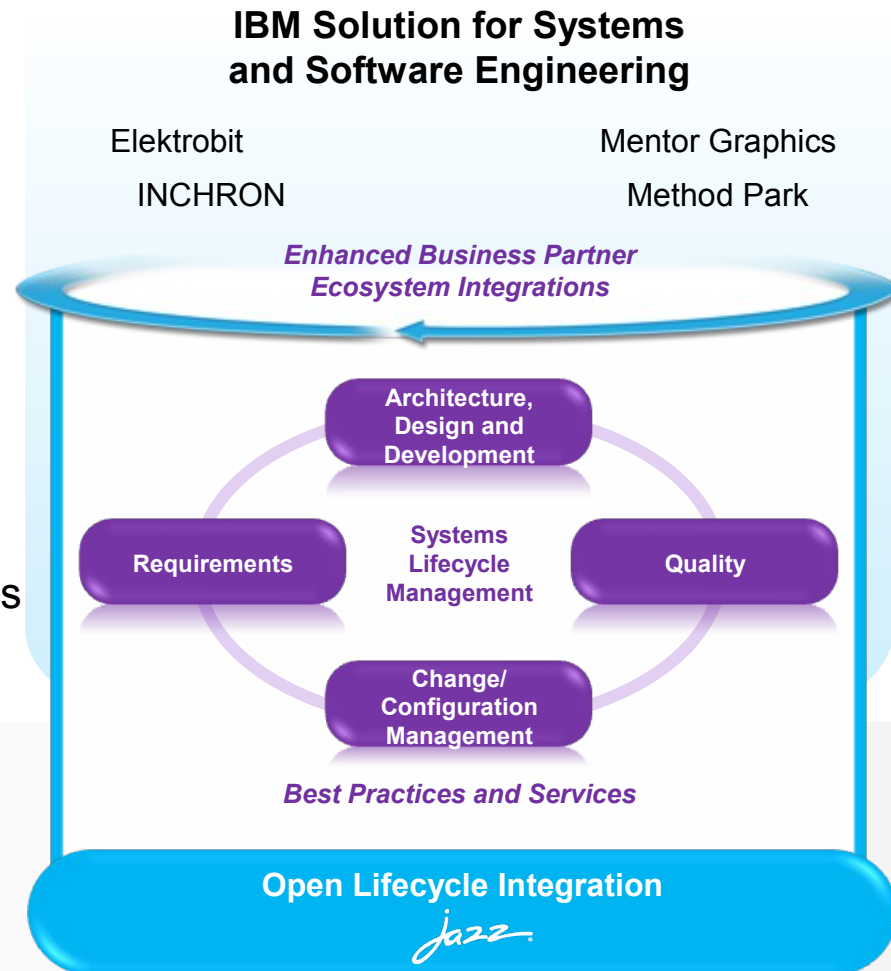 IBM Solution for Systems
and Software Engineering
Elektrobit
Mentor Graphics
INCHRON
Method Park
Enhanced Business Partner
Ecosystem Integrations
Architecture,
Design and
Development
Requirements
Systems
Lifecycle
Management
Quality
s
Change/
Configuration
Management
Best Practices and Services
Open Lifecycle Integration
jazz